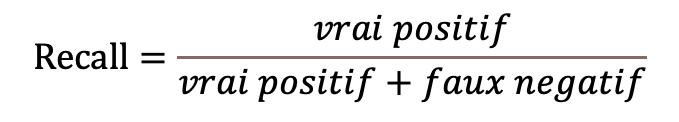 Recall = vrai positif
vrai positif + faux negatif